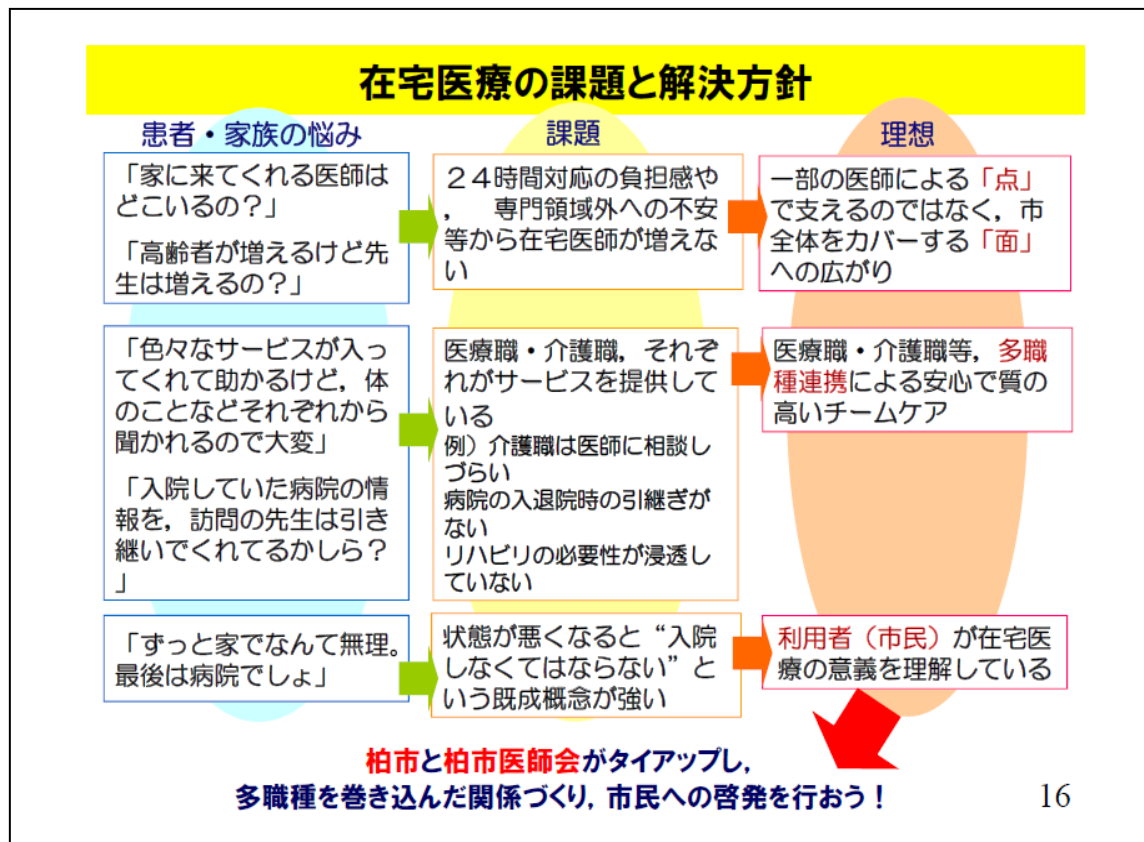 在宅医療の課題と解決方針
患者・家族の悩み
「家に来てくれる医師は
どこいるの？」
「高齢者が増えるけど先
生は増えるの？」
「色々なサービスが入っ
てくれて助かるけど，体
のことなどそれぞれから
聞かれるので大変」
「入院していた病院の情
報を，訪問の先生は引き
継いでくれてるかしら？
」
「ずっと家でなんて無理。
最後は病院でしょ」
課題
２４時間対応の負担感や
，　専門領域外への不安
等から在宅医師が増えな
い
医療職・介護職，それぞ
れがサービスを提供して
いる
例）介護職は医師に相談し
づらい
病院の入退院時の引継ぎが
ない
リハビリの必要性が浸透し
ていない
状態が悪くなると“入院
しなくてはならない”と
いう既成概念が強い
理想
一部の医師による「点」
で支えるのではなく，市
全体をカバーする「面」
への広がり
医療職・介護職等，多職
種連携による安心で質の
高いチームケア
利用者（市民）が在宅医
療の意義を理解している
柏市と柏市医師会がタイアップし，
多職種を巻き込んだ関係づくり，市民への啓発を行おう！
16